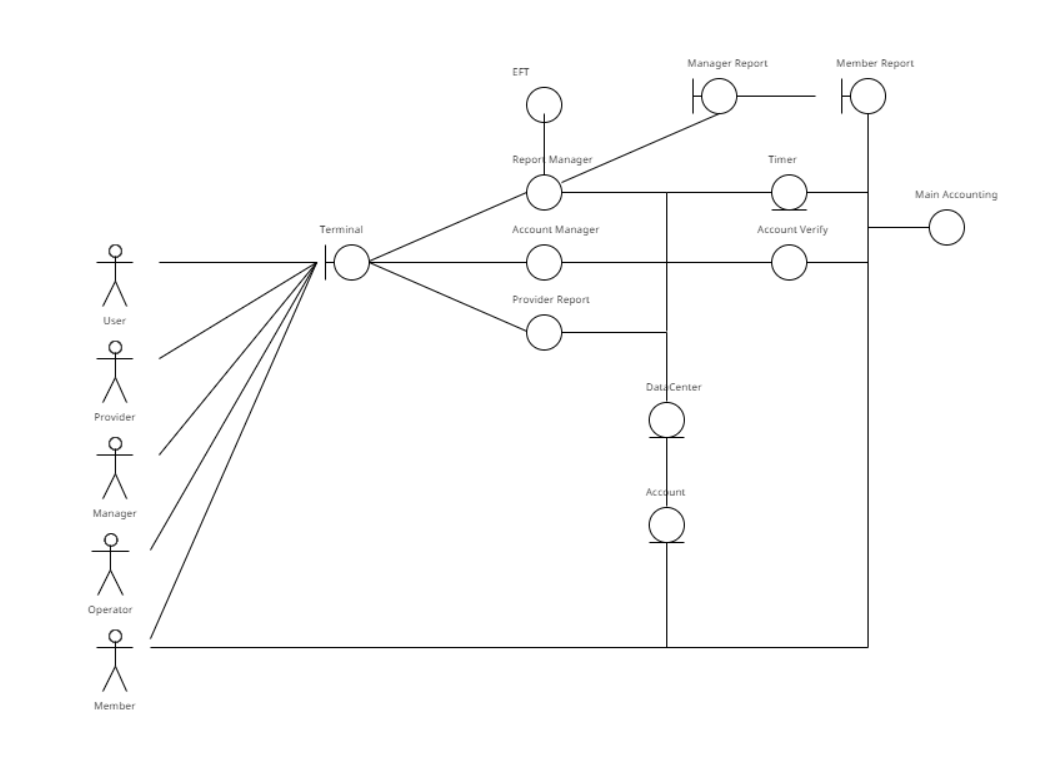 Manager Report
Member Report
EFT
Report Manager
Timer
Main Accounting
Terminal
Account Manager
Account Verify
Provider Report
User
DataCenter
Provider
Account
Manager
Operator
Member